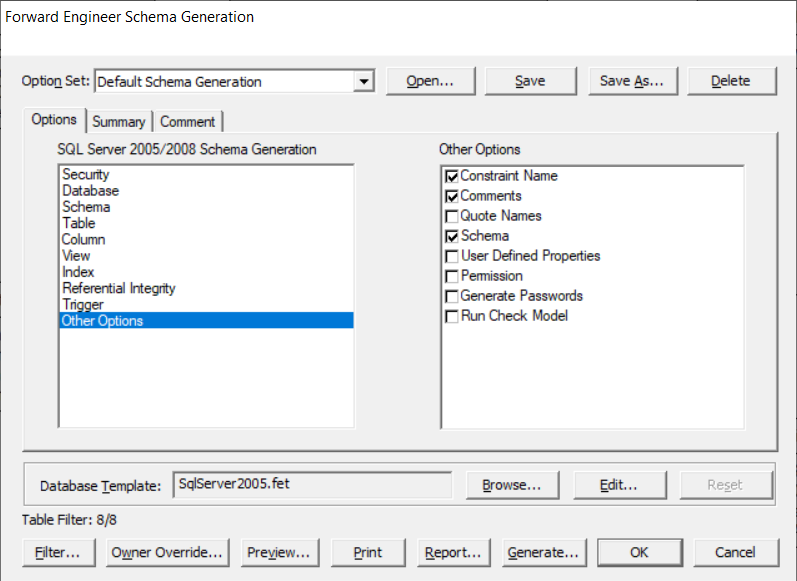 Forward Engineer Schema Generation
Option Set: Default Schema Generation Open... Save Save As... Delete
Options Summary Comment
SQL Server 2005/2008 Schema Generation
Security
Database
Schema
Table
Column
View
Index
Referential Integrity
Trigger
Other Options
Other Options
Constraint Name
Comments
Quote Names
Schema
User Defined Properties
Permission
Generate Passwords
Run Check Model
Database Template: SqlServer2005.fet Browse... Edit... Reset
Table Filter: 8/8
Filter... Owner Override... Preview... Print Report... Generate... OK Cancel